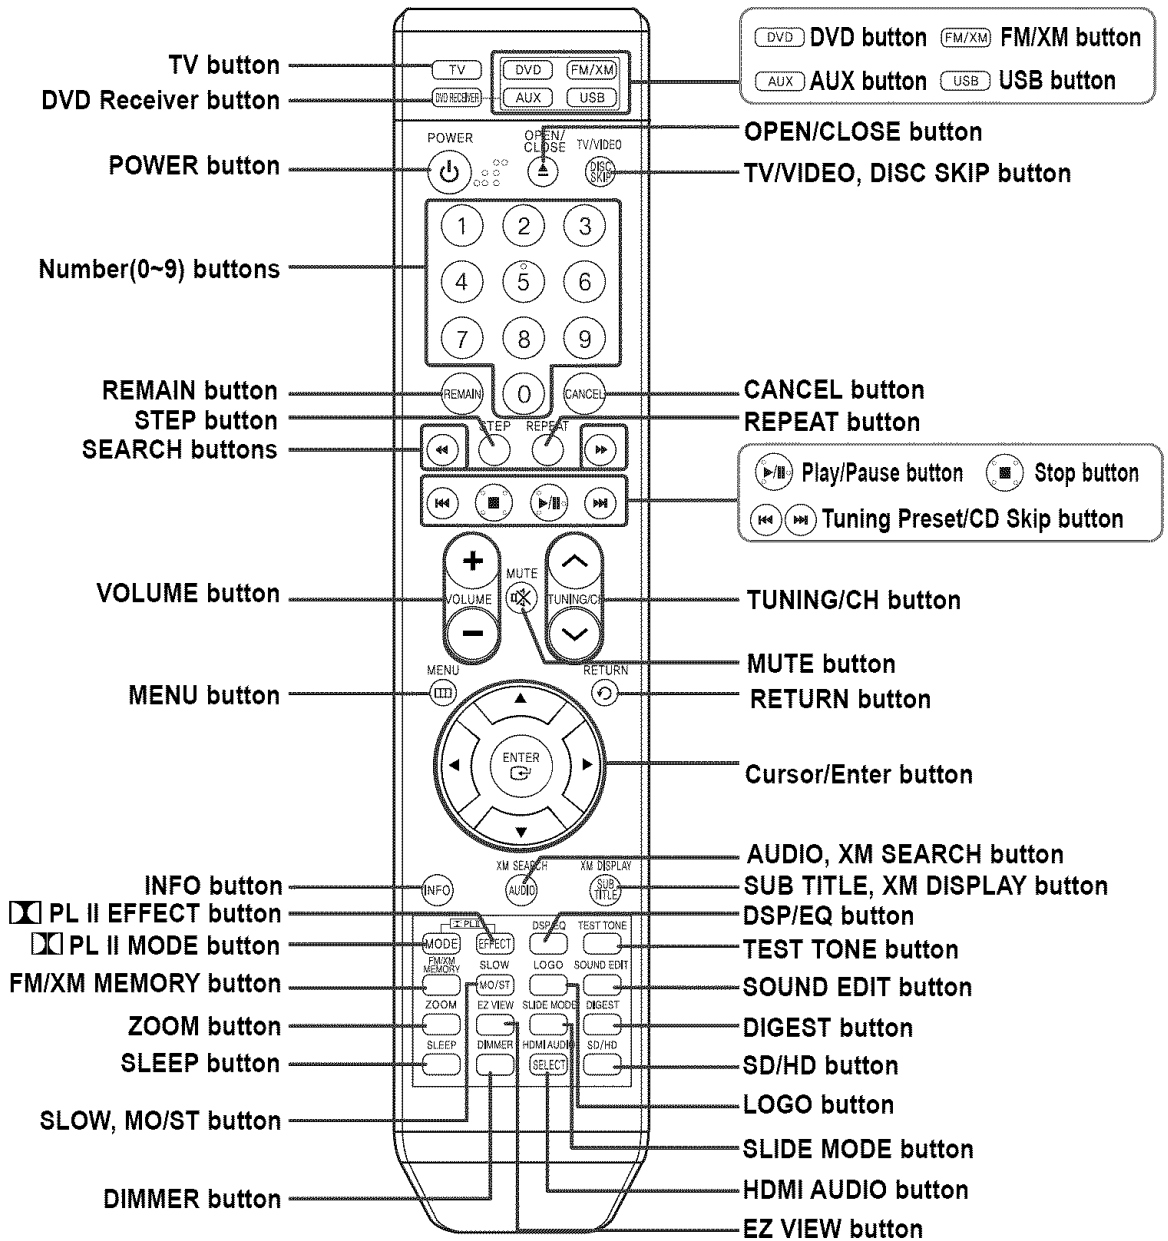 TV button
DVD Receiver button
POWER button
Number(0~9) buttons
REMAIN button
STEP button
SEARCH buttons
VOLUME button
MENU button
INFO button
PL II EFFECT button
PL II MODE button
FM/XM MEMORY button
ZOOM button
SLEEP button
SLOW, MO/ST button
DIMMER button
TV DVD FM/XM
DVD RECEIVER AUX USB
POWER OPEN/CLOSE TV/VIDEO
DISC SKIP
1 2 3
4 5 6
7 8 9
REMAIN 0 CANCEL
STEP REPEAT
+
MUTE
VOLUME TUNING/CH
−
MENU RETURN
ENTER
XM SEARCH XM DISPLAY
INFO AUDIO SUB TITLE
PL II DSP/EQ TEST TONE
MODE EFFECT
FM/XM MEMORY SLOW LOGO SOUND EDIT
MO/ST
ZOOM EZ VIEW SLIDE MODE DIGEST
SLEEP DIMMER HDMI AUDIO SD/HD
SELECT
DVD DVD button FM/XM FM/XM button
AUX AUX button USB USB button
OPEN/CLOSE button
TV/VIDEO, DISC SKIP button
CANCEL button
REPEAT button
Play/Pause button Stop button
Tuning Preset/CD Skip button
TUNING/CH button
MUTE button
RETURN button
Cursor/Enter button
AUDIO, XM SEARCH button
SUB TITLE, XM DISPLAY button
DSP/EQ button
TEST TONE button
SOUND EDIT button
DIGEST button
SD/HD button
LOGO button
SLIDE MODE button
HDMI AUDIO button
EZ VIEW button